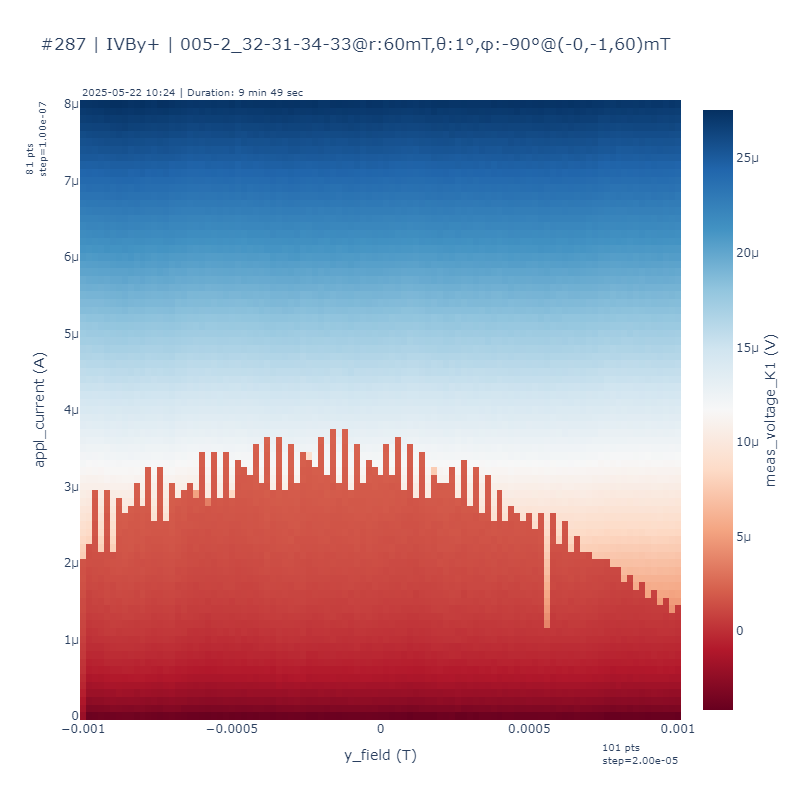 #287 | IVBy+ | 005-2_32-31-34-33@r:60mT,θ:1°,φ:-90°@(-0,-1,60)mT
2025-05-22 10:24 | Duration: 9 min 49 sec
81 pts
step=1.00e-07
8μ
7μ
6μ
5μ
4μ
3μ
2μ
1μ
0
appl_current (A)
−0.001
−0.0005
0
0.0005
0.001
y_field (T)
101 pts
step=2.00e-05
25μ
20μ
15μ
10μ
5μ
0
meas_voltage_K1 (V)